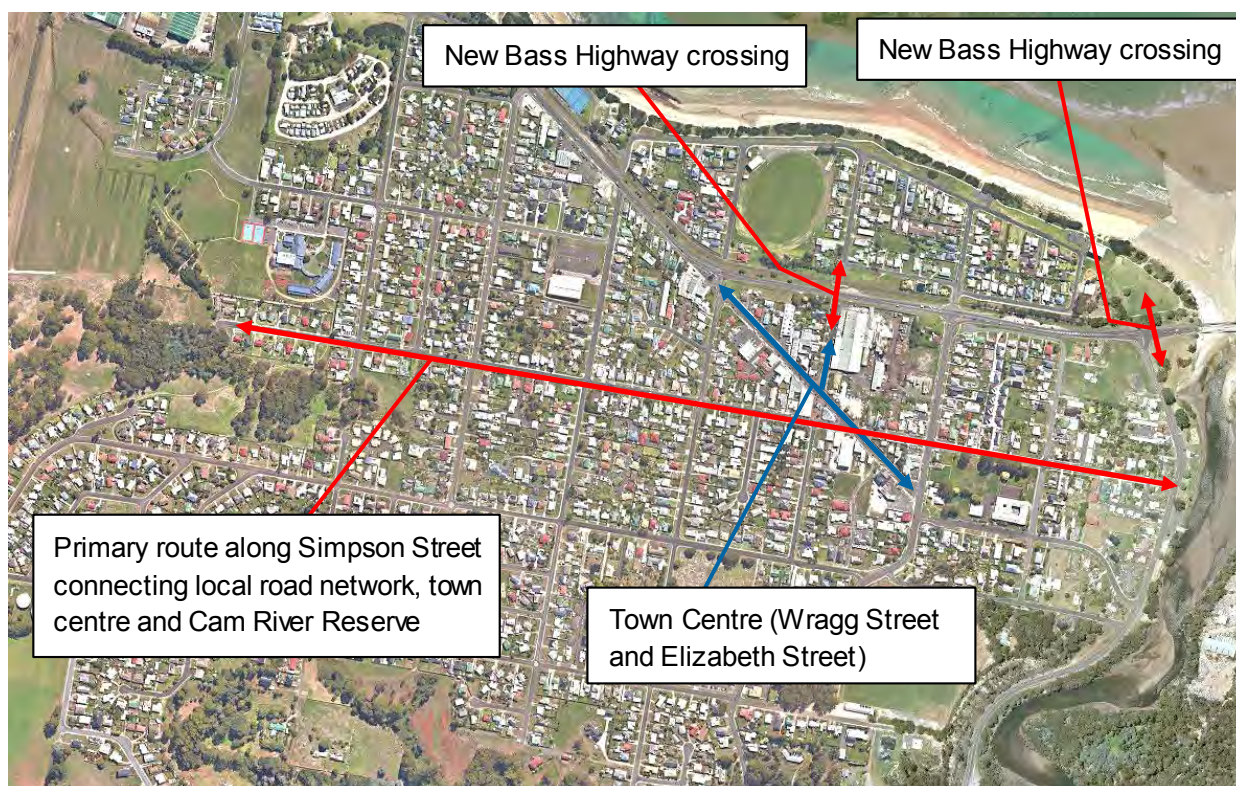 New Bass Highway crossing
New Bass Highway crossing
Primary route along Simpson Street
connecting local road network, town
centre and Cam River Reserve
Town Centre (Wragg Street
and Elizabeth Street)